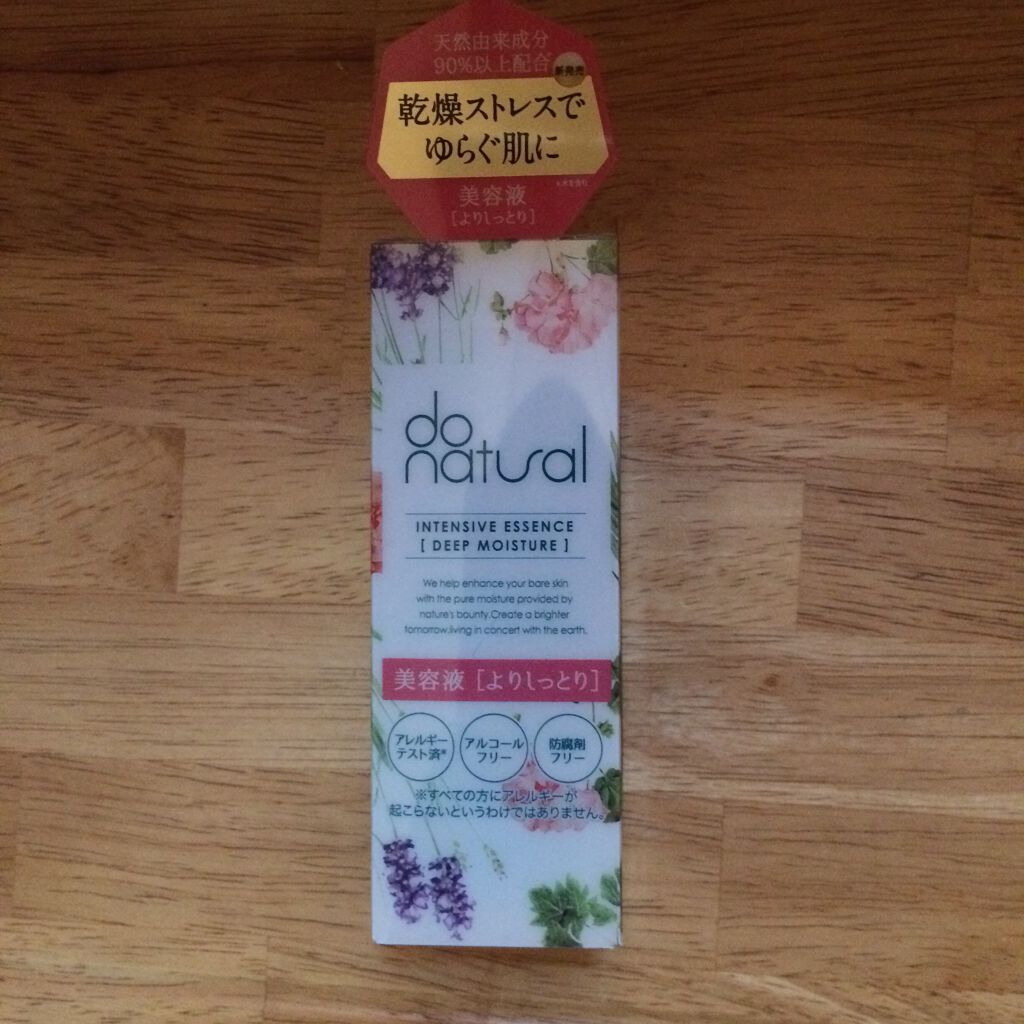 天然由来成分
90%以上配合
新発売
乾燥ストレスで
ゆらぐ肌に
*水を含む
美容液
[よりしっとり]
do
natural
INTENSIVE ESSENCE
[ DEEP MOISTURE ]
We help enhance your bare skin
with the pure moisture provided by
nature's bounty.Create a brighter
tomorrow,living in concert with the earth.
美容液 [よりしっとり]
アレルギー
テスト済*
アルコール
フリー
防腐剤
フリー
※すべての方にアレルギーが
起こらないというわけではありません。